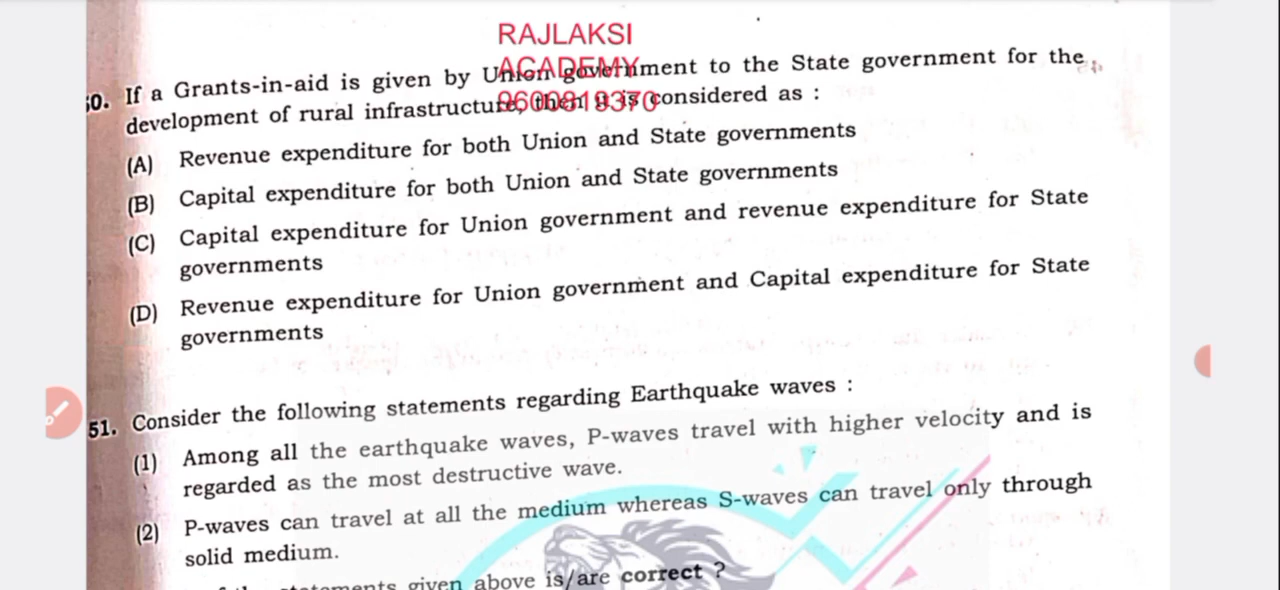 RAJLAKSI
ACADEMY
9600819370
50. If a Grants-in-aid is given by Union government to the State government for the
development of rural infrastructure, then it is considered as :
(A) Revenue expenditure for both Union and State governments
(B) Capital expenditure for both Union and State governments
(C) Capital expenditure for Union government and revenue expenditure for State
governments
(D) Revenue expenditure for Union government and Capital expenditure for State
governments
51. Consider the following statements regarding Earthquake waves :
(1) Among all the earthquake waves, P-waves travel with higher velocity and is
regarded as the most destructive wave.
(2) P-waves can travel at all the medium whereas S-waves can travel only through
solid medium.
of the statements given above is/are correct ?